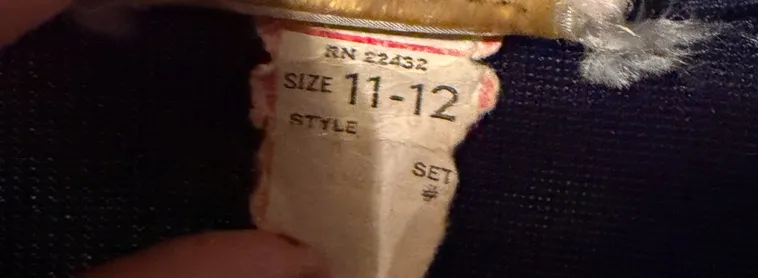 RN 22432
SIZE 11-12
STYLE
SET
#